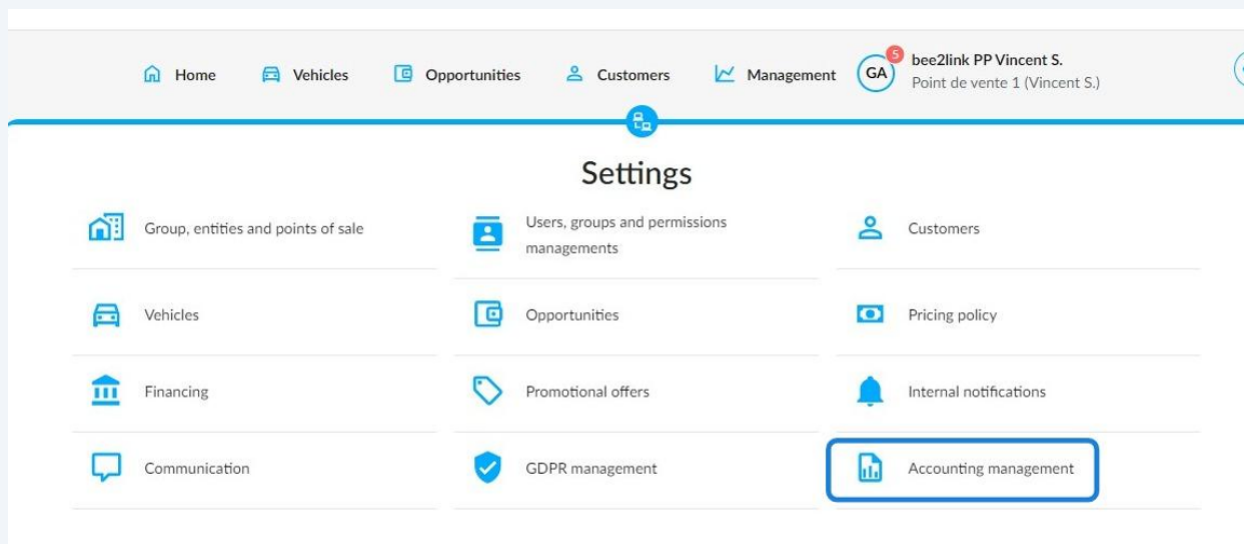 Home
Vehicles
Opportunities
Customers
Management
GA
5
bee2link PP Vincent S.
Point de vente 1 (Vincent S.)
Settings
Group, entities and points of sale
Users, groups and permissions
managements
Customers
Vehicles
Opportunities
Pricing policy
Financing
Promotional offers
Internal notifications
Communication
GDPR management
Accounting management